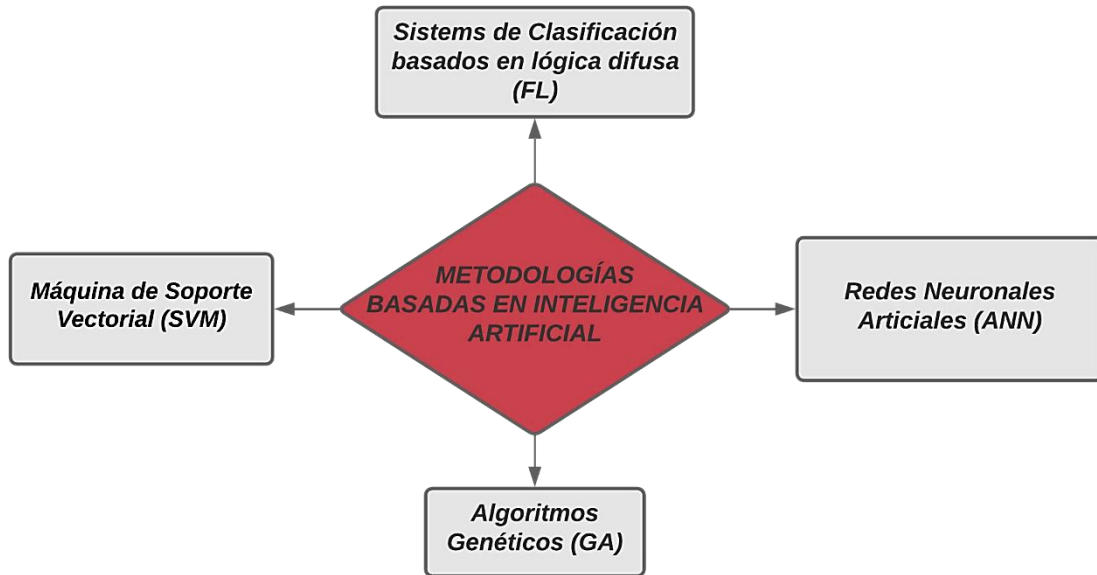 Sistems de Clasificación
basados en lógica difusa
(FL)
METODOLOGÍAS
BASADAS EN INTELIGENCIA
ARTIFICIAL
Máquina de Soporte
Vectorial (SVM)
Redes Neuronales
Articiales (ANN)
Algoritmos
Genéticos (GA)